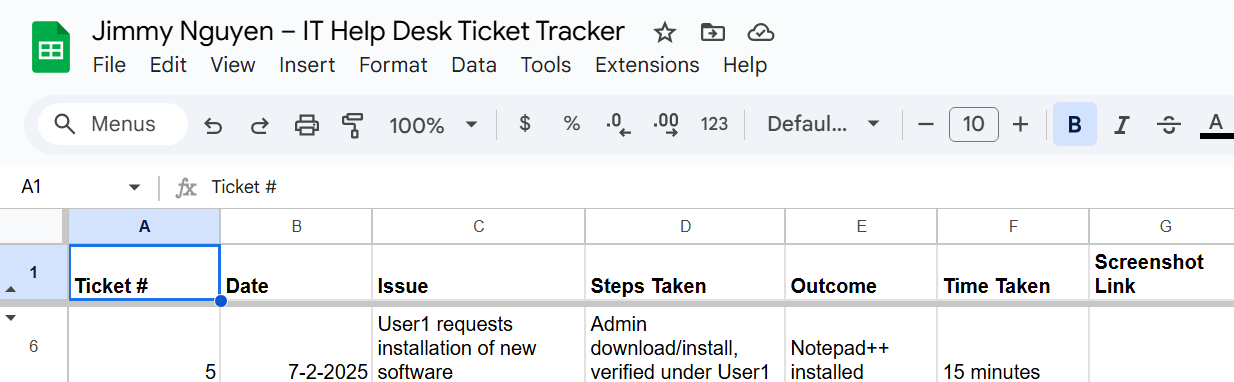 Jimmy Nguyen – IT Help Desk Ticket Tracker
File Edit View Insert Format Data Tools Extensions Help
Menus 100% $ % .0 .00 123 Defaul... − 10 + B I S A
A1 fx Ticket #
A B C D E F G
1 Ticket # Date Issue Steps Taken Outcome Time Taken Screenshot
Link
6 5 7-2-2025 User1 requests
installation of new
software
Admin
download/install,
verified under User1
Notepad++
installed
15 minutes